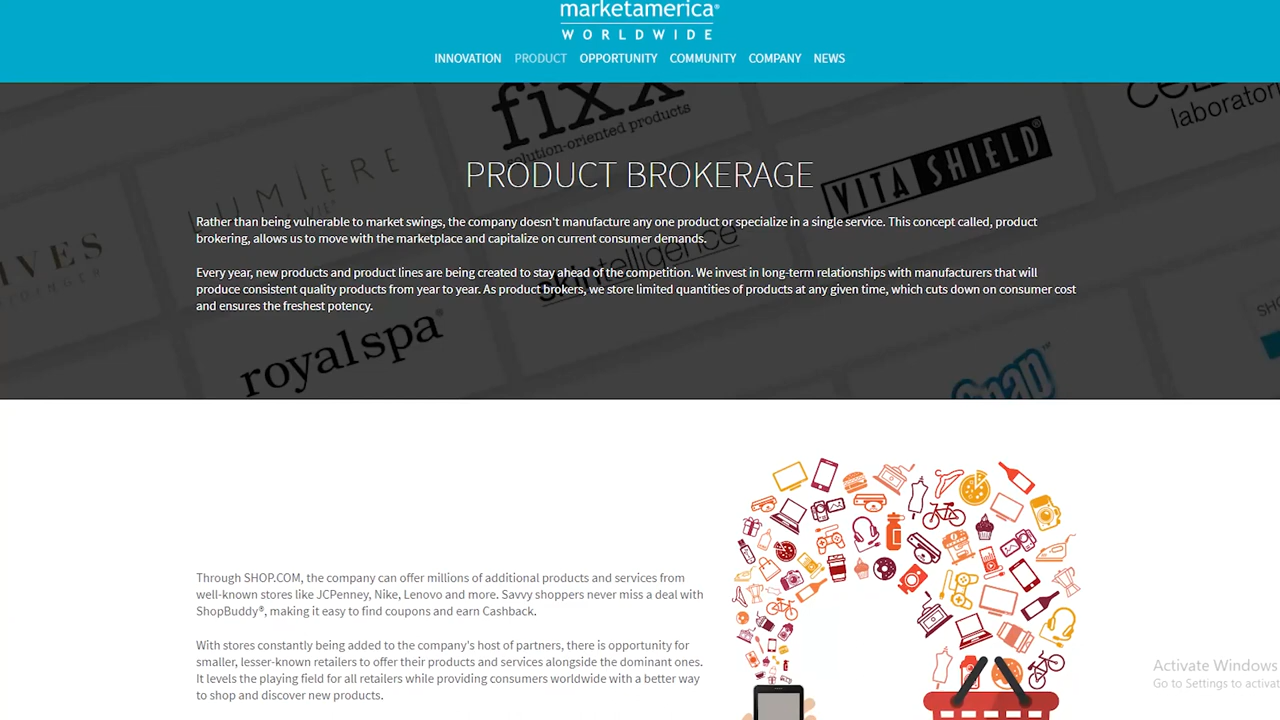 marketamerica®
WORLDWIDE
INNOVATION PRODUCT OPPORTUNITY COMMUNITY COMPANY NEWS
fixx
solution-oriented products
laborator
LUMIÈRE
VITASHIELD®
PRODUCT BROKERAGE
Rather than being vulnerable to market swings, the company doesn't manufacture any one product or specialize in a single service. This concept called, product
brokering, allows us to move with the marketplace and capitalize on current consumer demands.
skintelligence™
Every year, new products and product lines are being created to stay ahead of the competition. We invest in long-term relationships with manufacturers that will
produce consistent quality products from year to year. As product brokers, we store limited quantities of products at any given time, which cuts down on consumer cost
and ensures the freshest potency.
royalspa®
snap™
Through SHOP.COM, the company can offer millions of additional products and services from
well-known stores like JCPenney, Nike, Lenovo and more. Savvy shoppers never miss a deal with
ShopBuddy®, making it easy to find coupons and earn Cashback.
With stores constantly being added to the company's host of partners, there is opportunity for
smaller, lesser-known retailers to offer their products and services alongside the dominant ones.
It levels the playing field for all retailers while providing consumers worldwide with a better way
to shop and discover new products.
Activate Windows
Go to Settings to activat